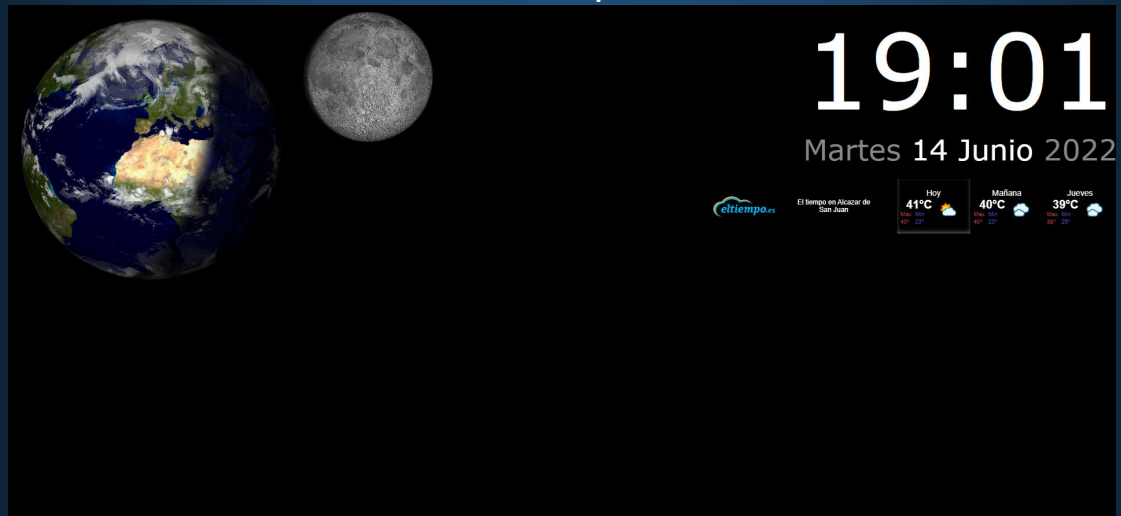 19:01
Martes 14 Junio 2022
eltiempo.es
El tiempo en Alcazar de
San Juan
Hoy
41°C
Max Min
40° 23°
Mañana
40°C
Max Min
40° 23°
Jueves
39°C
Max Min
39° 25°